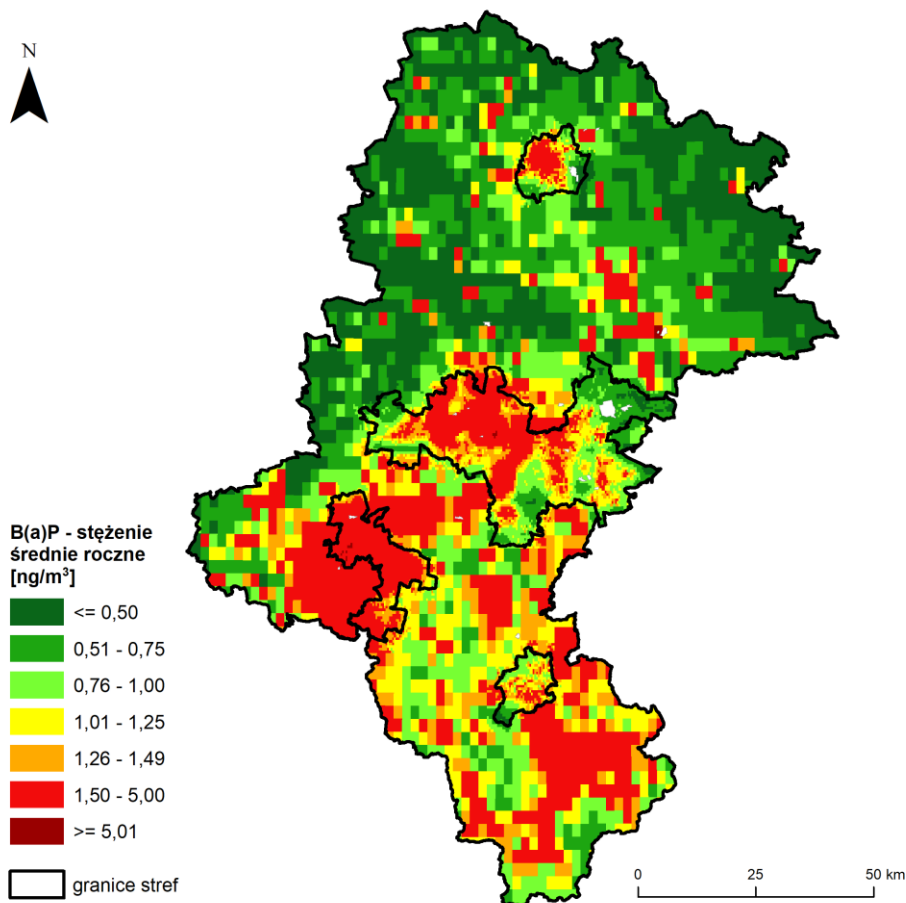 N
B(a)P - stężenie
średnie roczne
[ng/m³]
<= 0,50
0,51 - 0,75
0,76 - 1,00
1,01 - 1,25
1,26 - 1,49
1,50 - 5,00
>= 5,01
granice stref
0 25 50 km